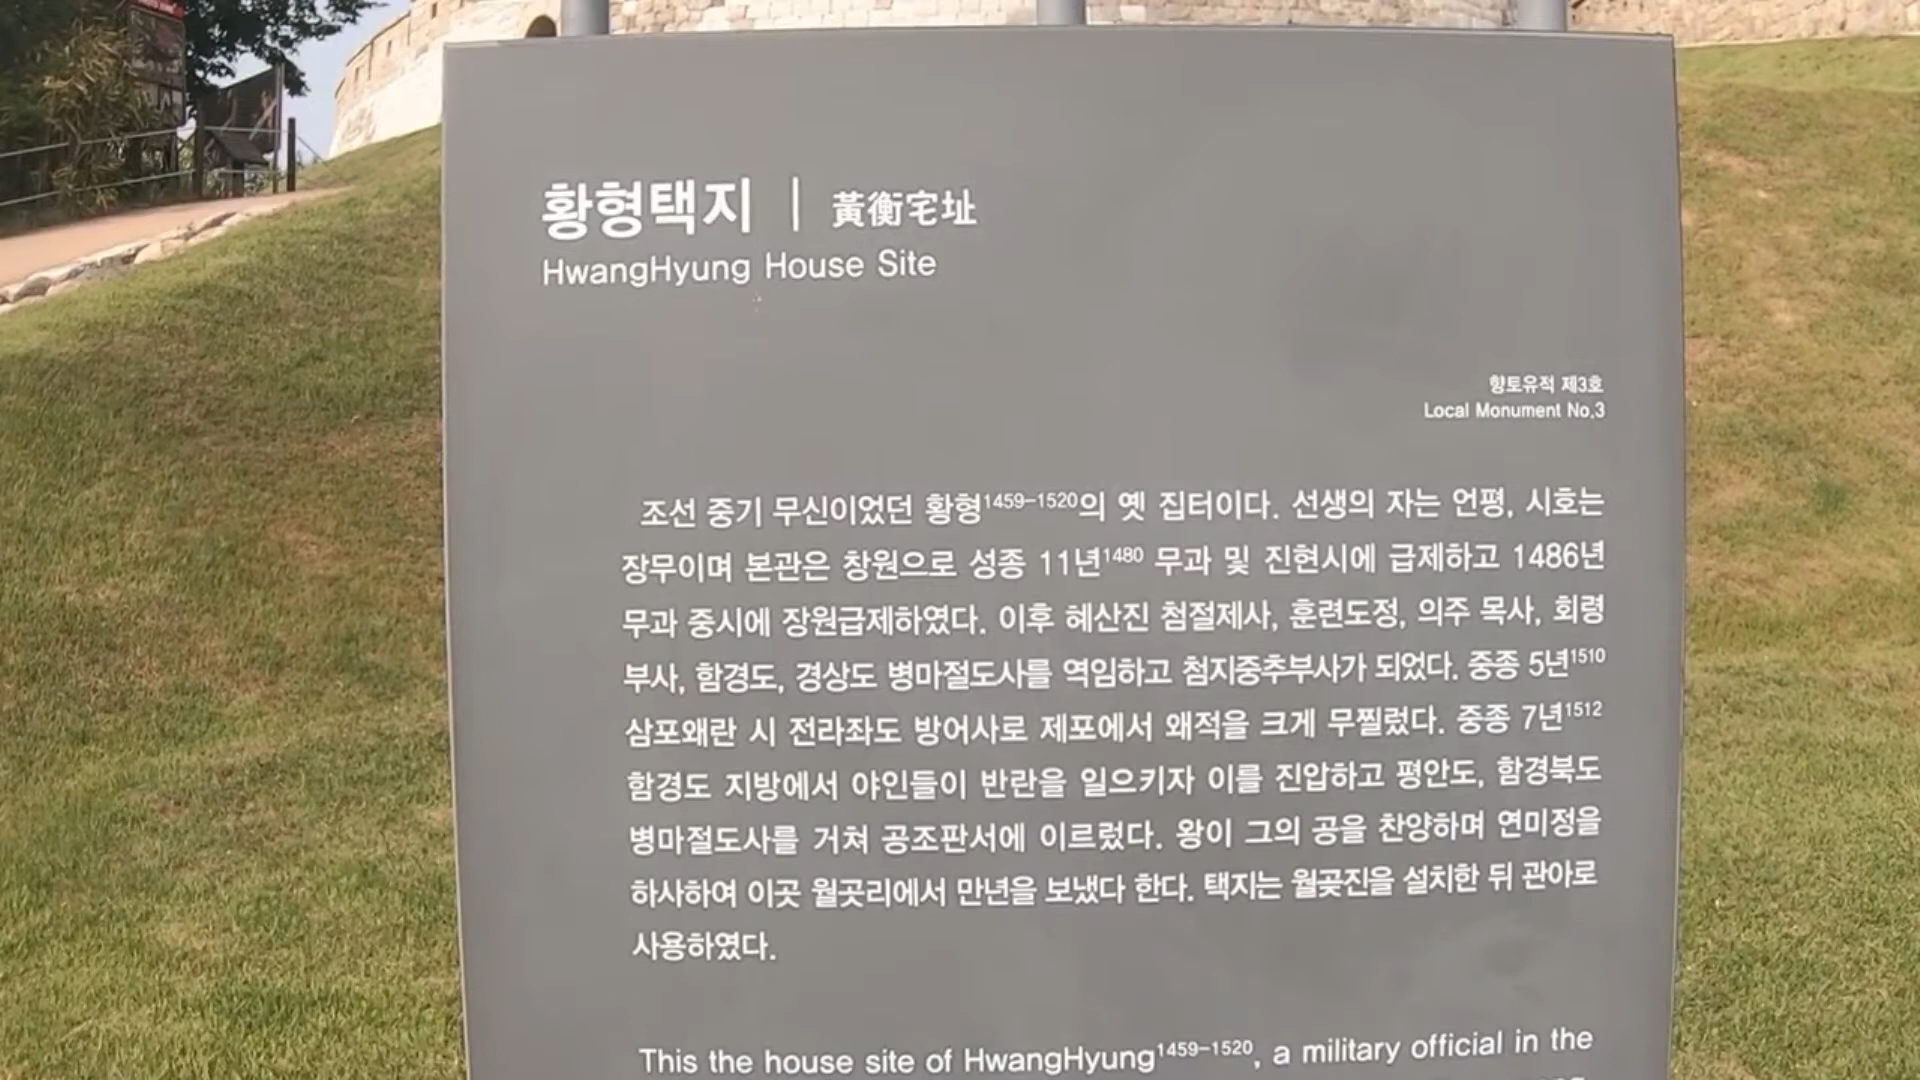 황형택지 | 黃衡宅址
HwangHyung House Site
향토유적 제3호
Local Monument No.3
조선 중기 무신이었던 황형1459-1520의 옛 집터이다. 선생의 자는 언평, 시호는
장무이며 본관은 창원으로 성종 11년1480 무과 및 진현시에 급제하고 1486년
무과 중시에 장원급제하였다. 이후 혜산진 첨절제사, 훈련도정, 의주 목사, 회령
부사, 함경도, 경상도 병마절도사를 역임하고 첨지중추부사가 되었다. 중종 5년1510
삼포왜란 시 전라좌도 방어사로 제포에서 왜적을 크게 무찔렀다. 중종 7년1512
함경도 지방에서 야인들이 반란을 일으키자 이를 진압하고 평안도, 함경북도
병마절도사를 거쳐 공조판서에 이르렀다. 왕이 그의 공을 찬양하며 연미정을
하사하여 이곳 월곳리에서 만년을 보냈다 한다. 택지는 월곶진을 설치한 뒤 관아로
사용하였다.
This the house site of HwangHyung1459-1520, a military official in the